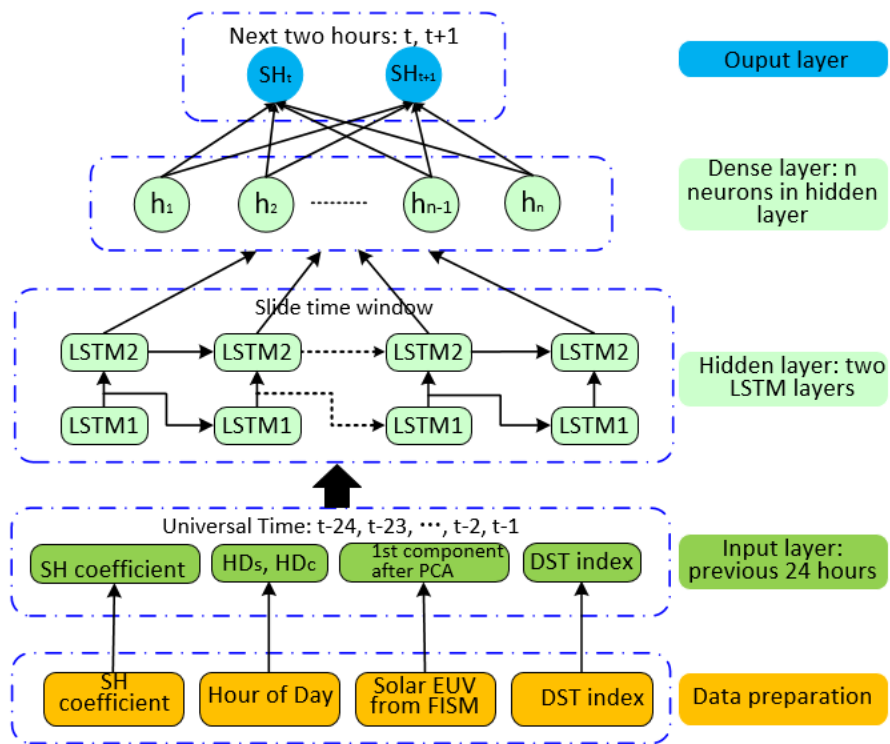 Next two hours: t, t+1
SHt
SHt+1
Ouput layer
h1
h2
........
hn-1
hn
Dense layer: n
neurons in hidden
layer
Slide time window
LSTM2
LSTM2
LSTM2
LSTM2
LSTM1
LSTM1
LSTM1
LSTM1
Hidden layer: two
LSTM layers
Universal Time: t-24, t-23, ···, t-2, t-1
SH coefficient
HDs, HDc
1st component
after PCA
DST index
Input layer:
previous 24 hours
SH
coefficient
Hour of Day
Solar EUV
from FISM
DST index
Data preparation